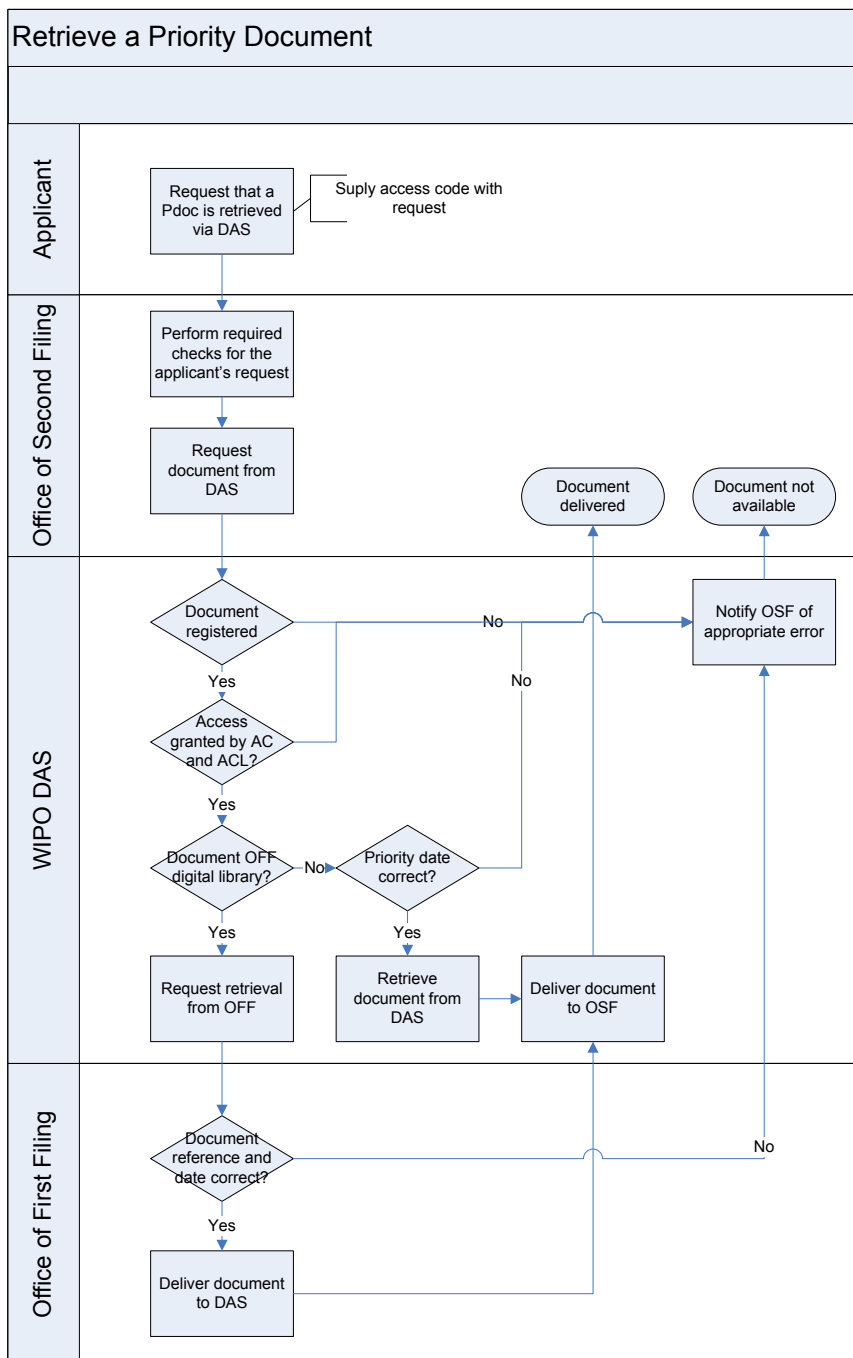 Retrieve a Priority Document
Applicant
Request that a
Pdoc is retrieved
via DAS
Suply access code with
request
Office of Second Filing
Perform required
checks for the
applicant's request
Request
document from
DAS
Document
delivered
Document not
available
WIPO DAS
Document
registered
No
Notify OSF of
appropriate error
Yes
No
Access
granted by AC
and ACL?
Yes
Document OFF
digital library?
No
Priority date
correct?
Yes
Yes
Request retrieval
from OFF
Retrieve
document from
DAS
Deliver document
to OSF
Office of First Filing
Document
reference and
date correct?
No
Yes
Deliver document
to DAS